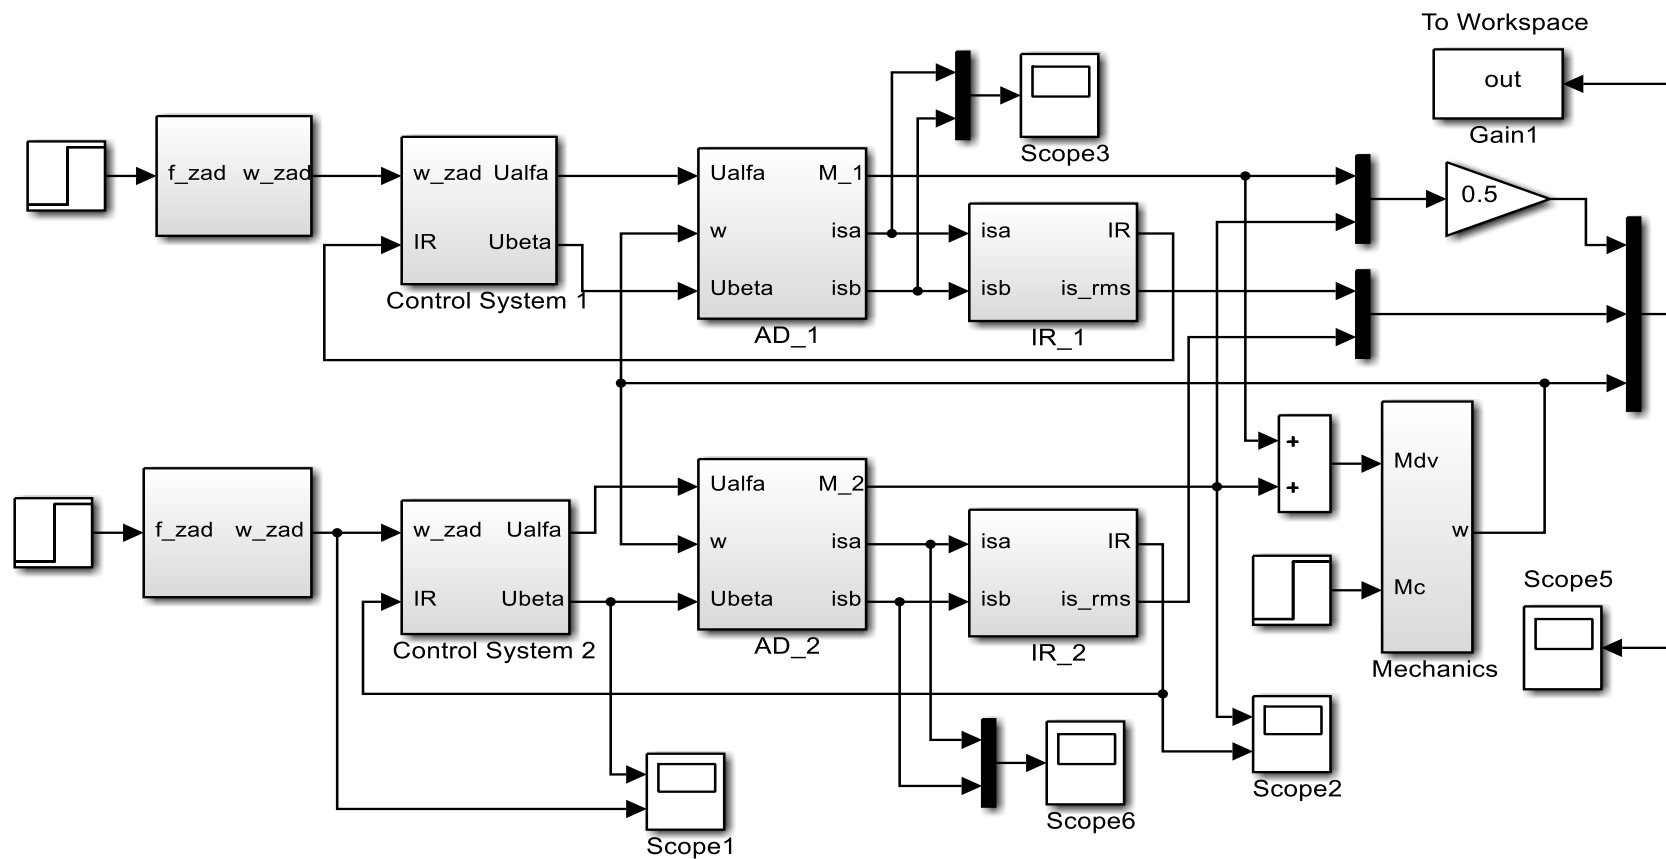 To Workspace
out
Gain1
Scope3
f_zad w_zad
w_zad Ualfa
IR Ubeta
Control System 1
Ualfa M_1
w isa
Ubeta isb
AD_1
isa IR
isb is_rms
IR_1
0.5
f_zad w_zad
w_zad Ualfa
IR Ubeta
Control System 2
Ualfa M_2
w isa
Ubeta isb
AD_2
isa IR
isb is_rms
IR_2
+
+
Mdv
w
Mc
Mechanics
Scope5
Scope2
Scope6
Scope1